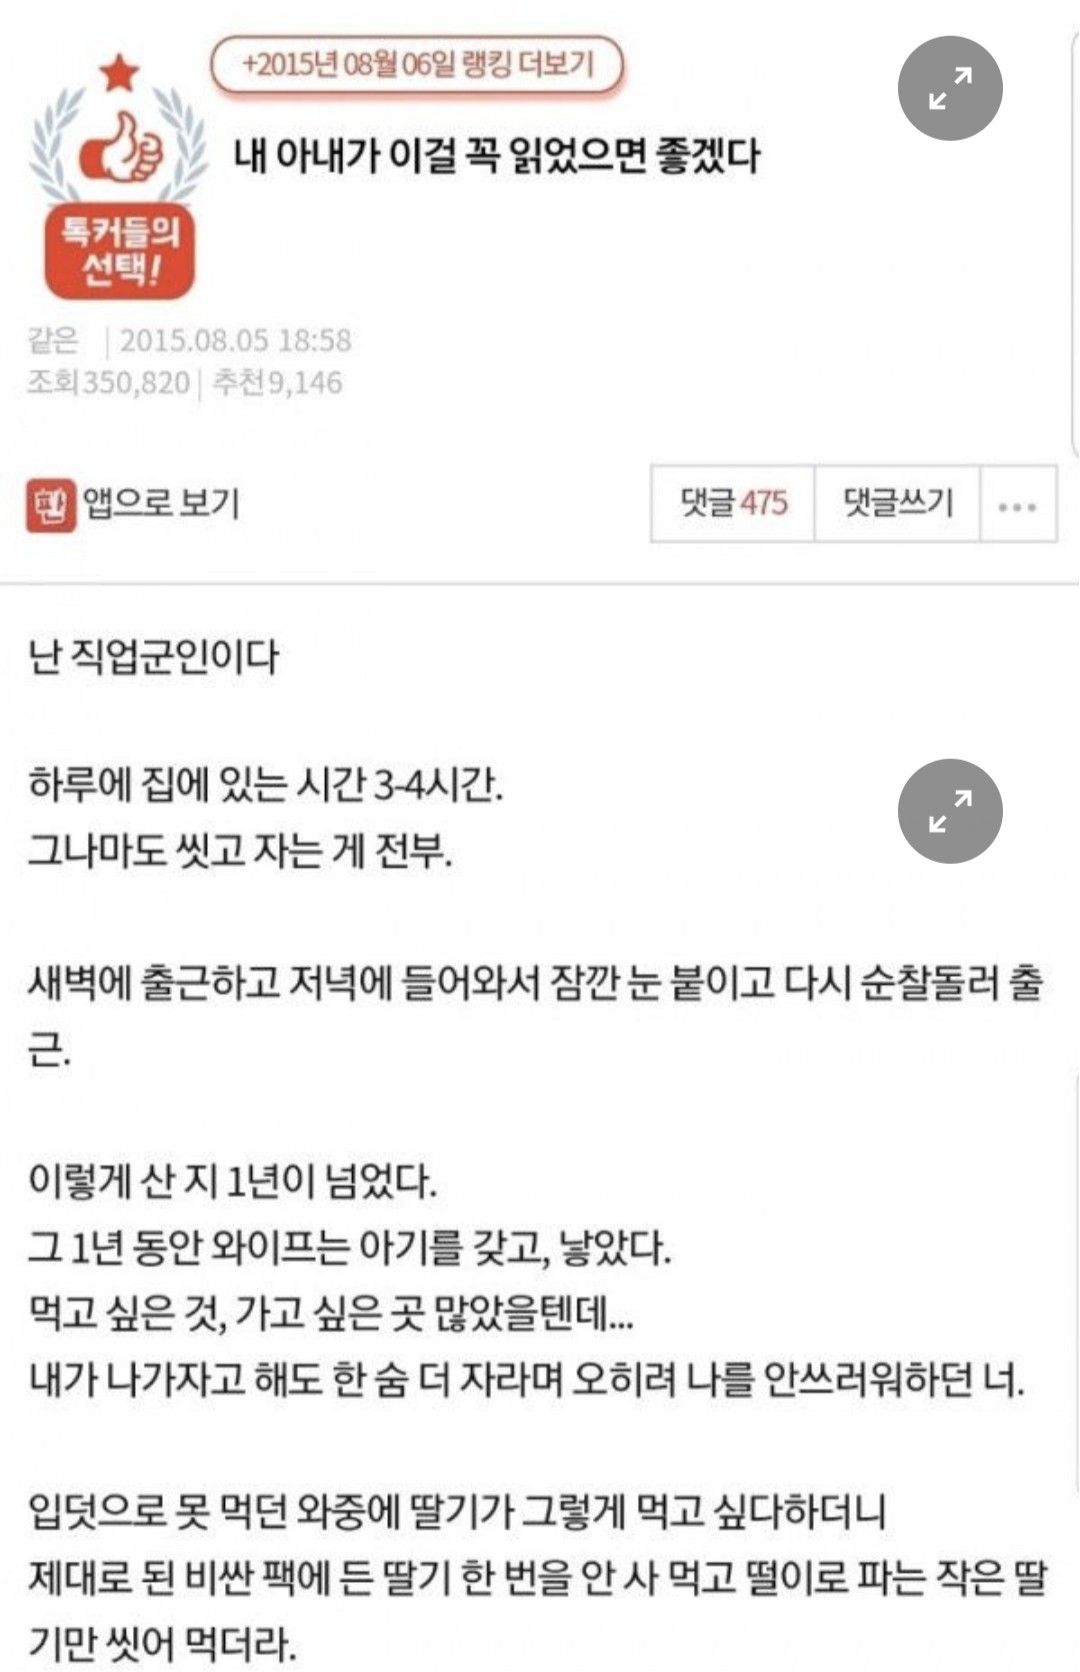 +2015년 08월 06일 랭킹 더보기
내 아내가 이걸 꼭 읽었으면 좋겠다
톡커들의
선택!
같은 | 2015.08.05 18:58
조회350,820 | 추천9,146
판 앱으로 보기
댓글 475 댓글쓰기 ...
난 직업군인이다
하루에 집에 있는 시간 3-4시간.
그나마도 씻고 자는 게 전부.
새벽에 출근하고 저녁에 들어와서 잠깐 눈 붙이고 다시 순찰돌러 출
근.
이렇게 산 지 1년이 넘었다.
그 1년 동안 와이프는 아기를 갖고, 낳았다.
먹고 싶은 것, 가고 싶은 곳 많았을텐데...
내가 나가자고 해도 한 숨 더 자라며 오히려 나를 안쓰러워하던 너.
입덧으로 못 먹던 와중에 딸기가 그렇게 먹고 싶다하더니
제대로 된 비싼 팩에 든 딸기 한 번을 안 사 먹고 떨이로 파는 작은 딸
기만 씻어 먹더라.